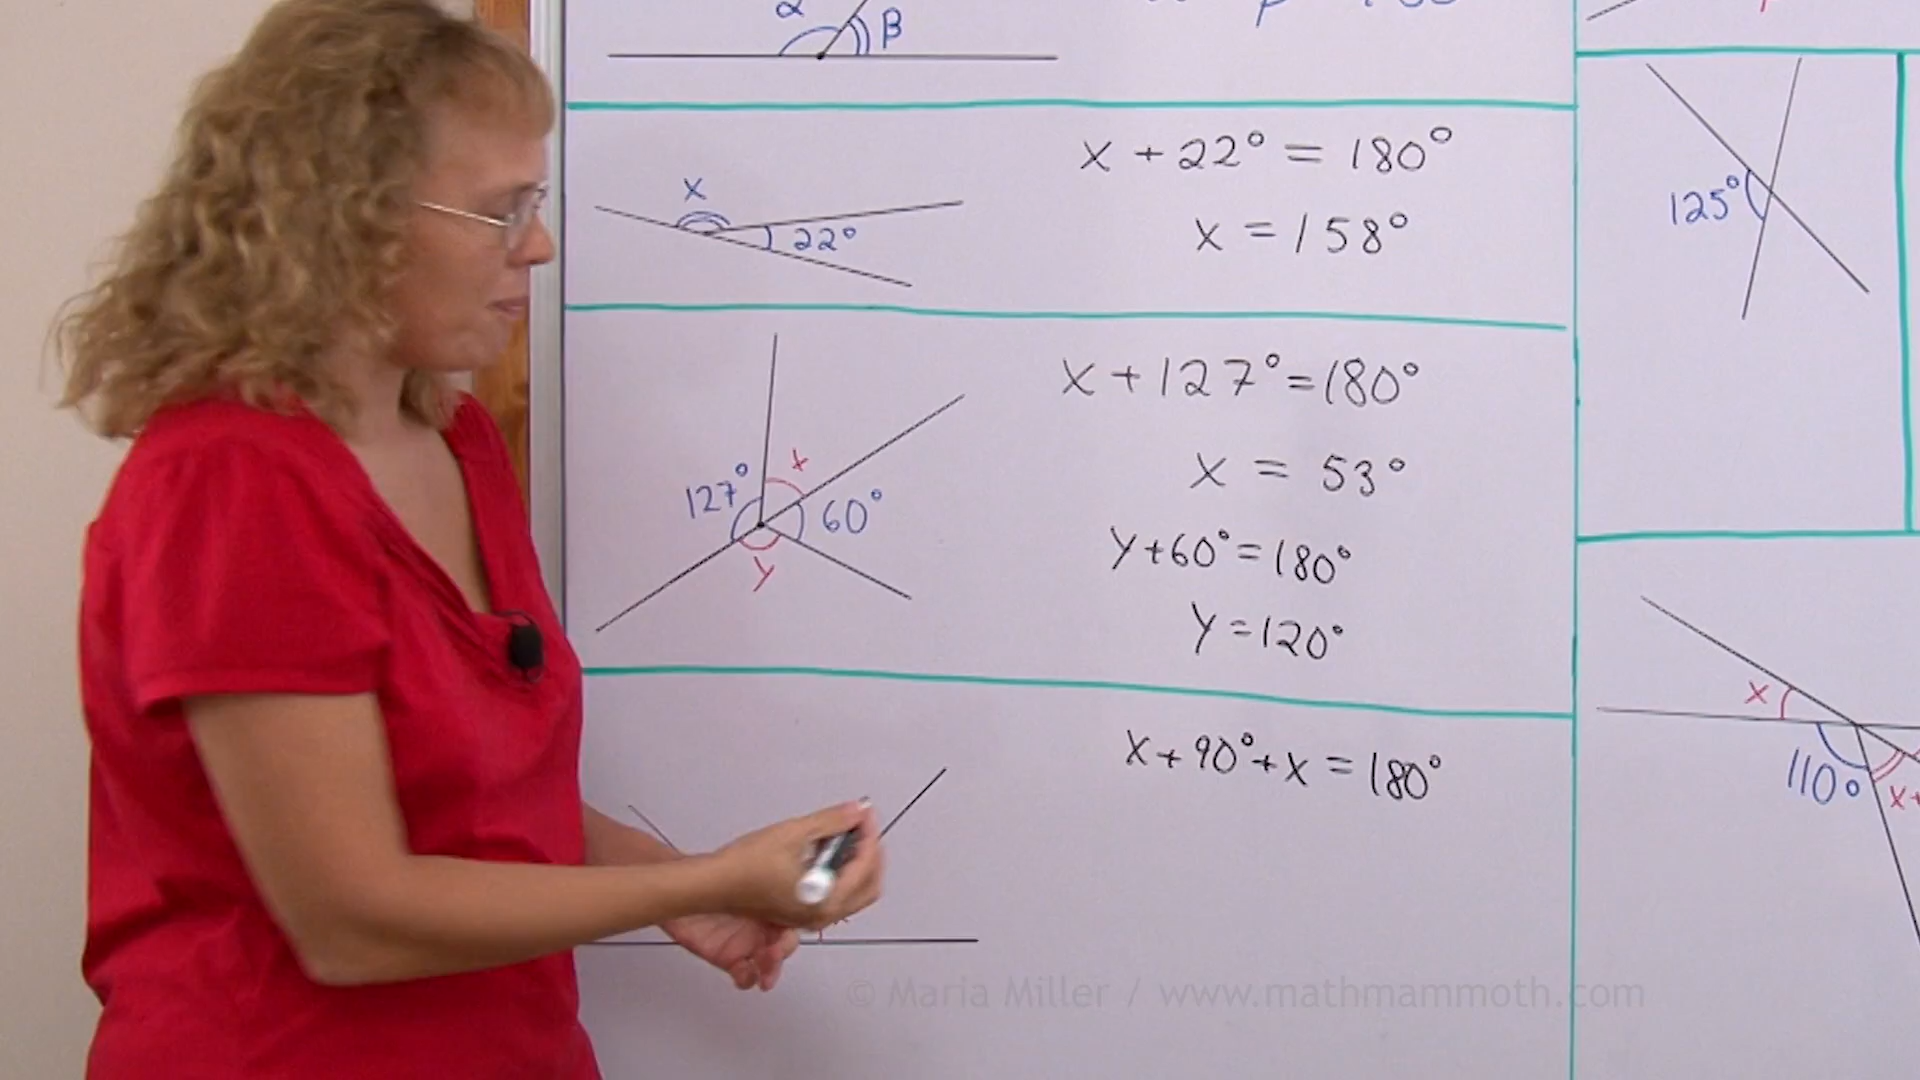 α
β
x
22°
x + 22° = 180°
x = 158°
127°
x
60°
y
x + 127° = 180°
x = 53°
y + 60° = 180°
y = 120°
x + 90° + x = 180°
125°
x
110°
x+
© Maria Miller / www.mathmammoth.com